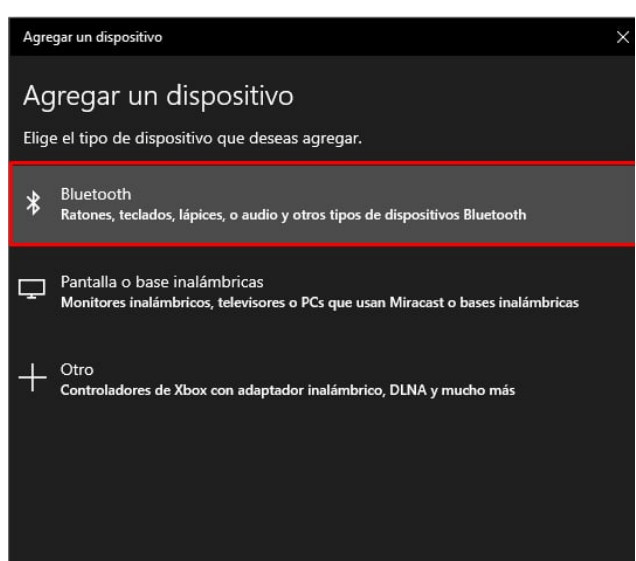 Agregar un dispositivo
Agregar un dispositivo
Elige el tipo de dispositivo que deseas agregar.
Bluetooth
Ratones, teclados, lápices, o audio y otros tipos de dispositivos Bluetooth
Pantalla o base inalámbricas
Monitores inalámbricos, televisores o PCs que usan Miracast o bases inalámbricas
Otro
Controladores de Xbox con adaptador inalámbrico, DLNA y mucho más